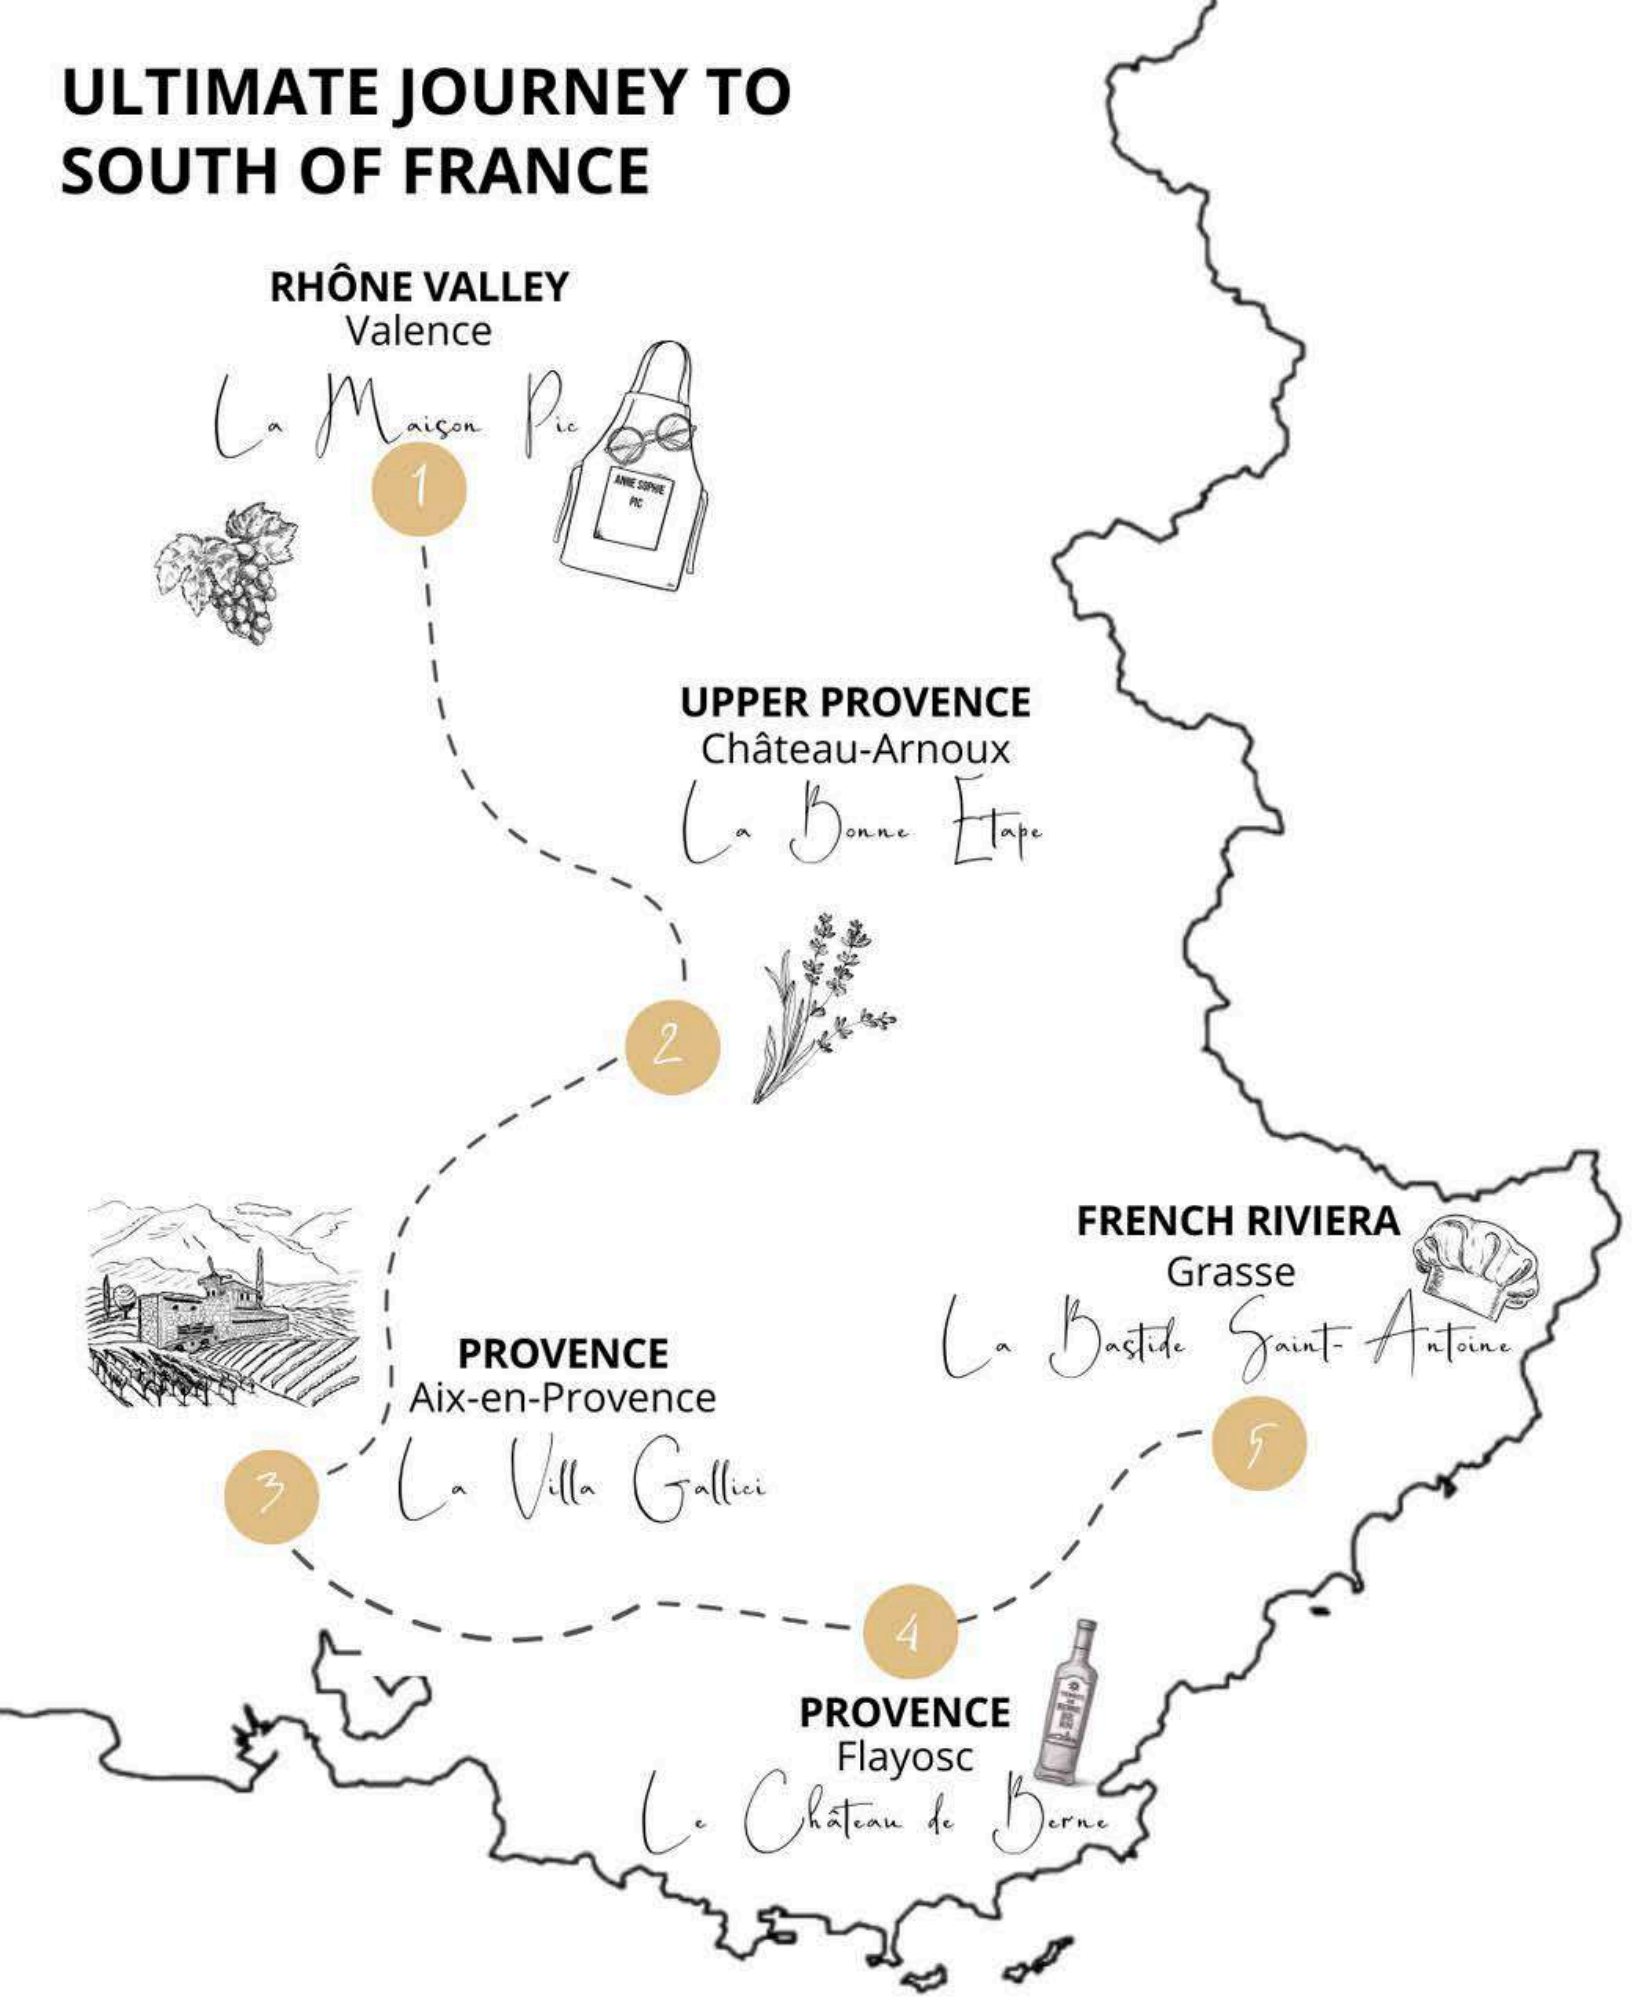 ULTIMATE JOURNEY TO
SOUTH OF FRANCE
RHÔNE VALLEY
Valence
La Maison Pic
ANNE SOPHIE
PIC
1
UPPER PROVENCE
Château-Arnoux
La Bonne Etape
2
FRENCH RIVIERA
Grasse
La Bastide Saint-Antoine
5
PROVENCE
Aix-en-Provence
La Villa Gallici
3
4
PROVENCE
Flayosc
Le Château de Berne